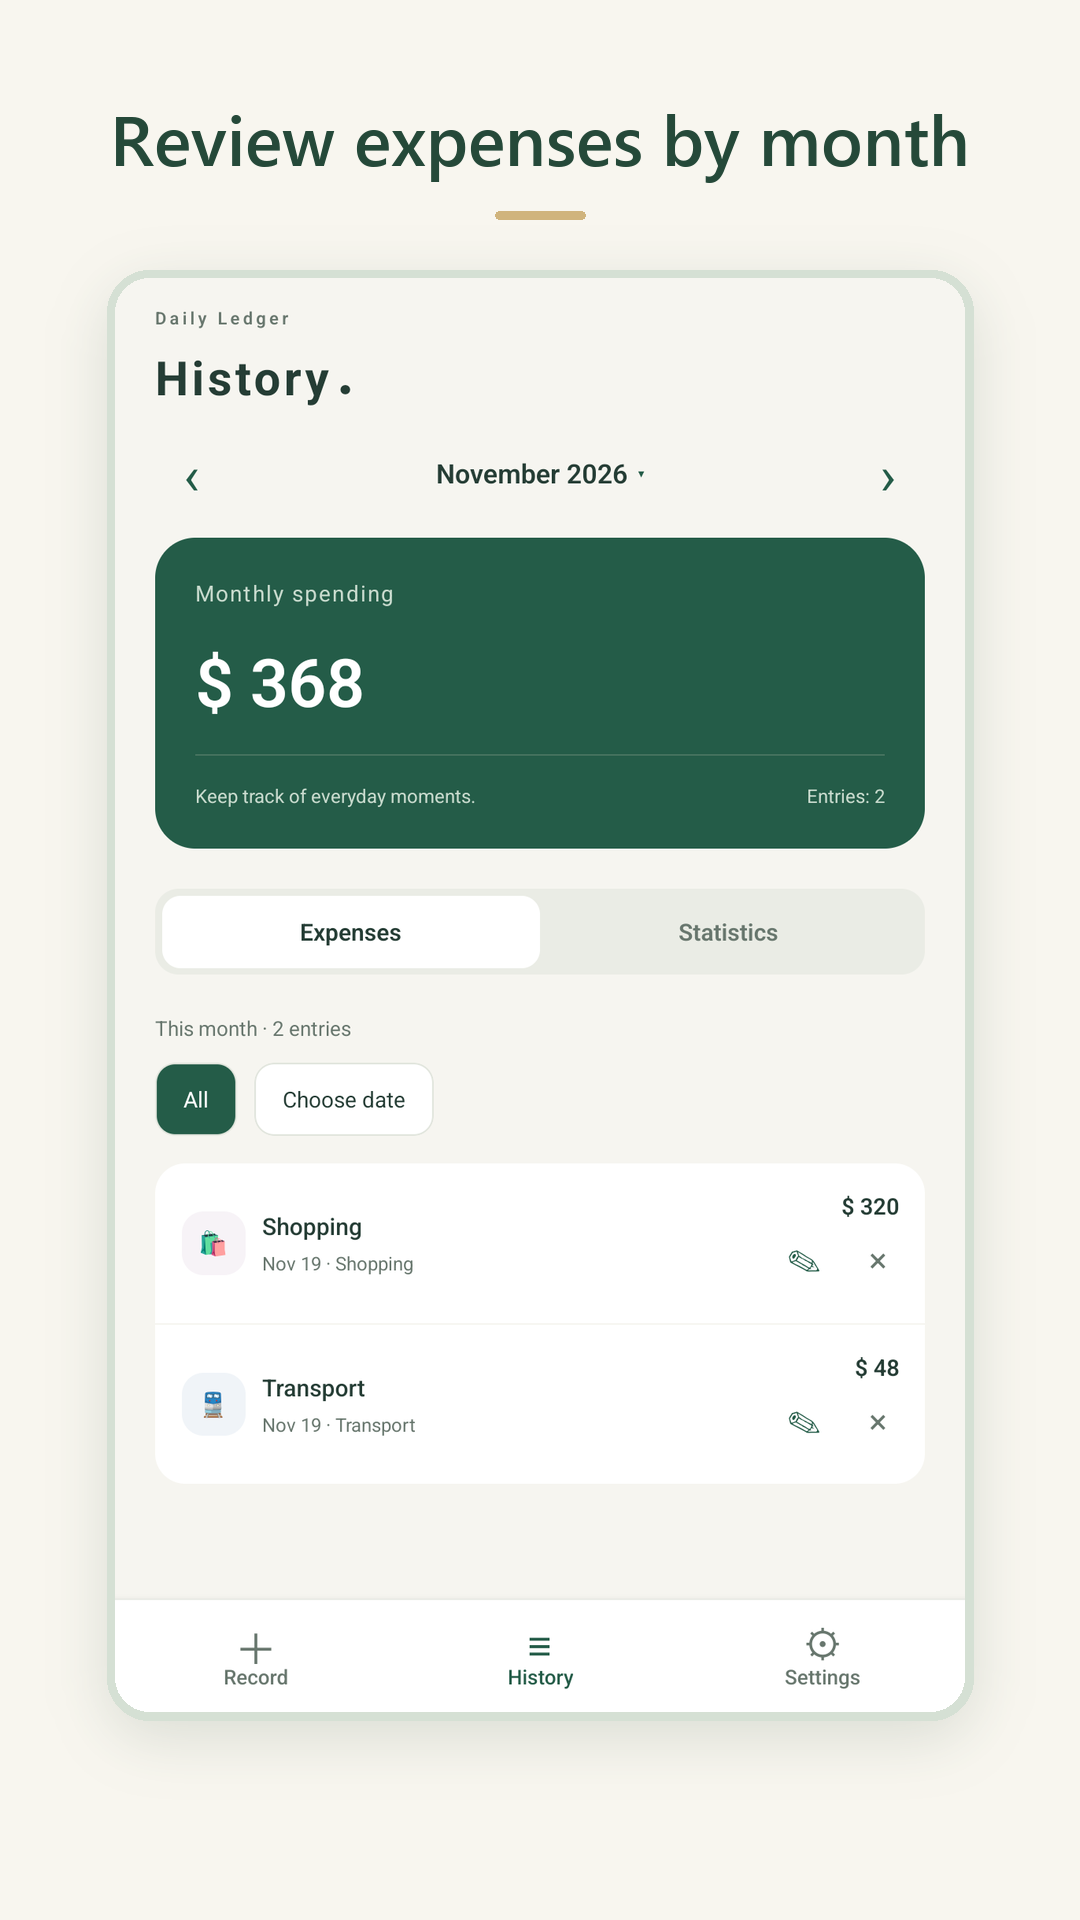 Review expenses by month
Daily Ledger
History.
‹ November 2026 ▾ ›
Monthly spending
$ 368
Keep track of everyday moments. Entries: 2
Expenses Statistics
This month · 2 entries
All Choose date
$ 320
Shopping
Nov 19 · Shopping
$ 48
Transport
Nov 19 · Transport
Record History Settings